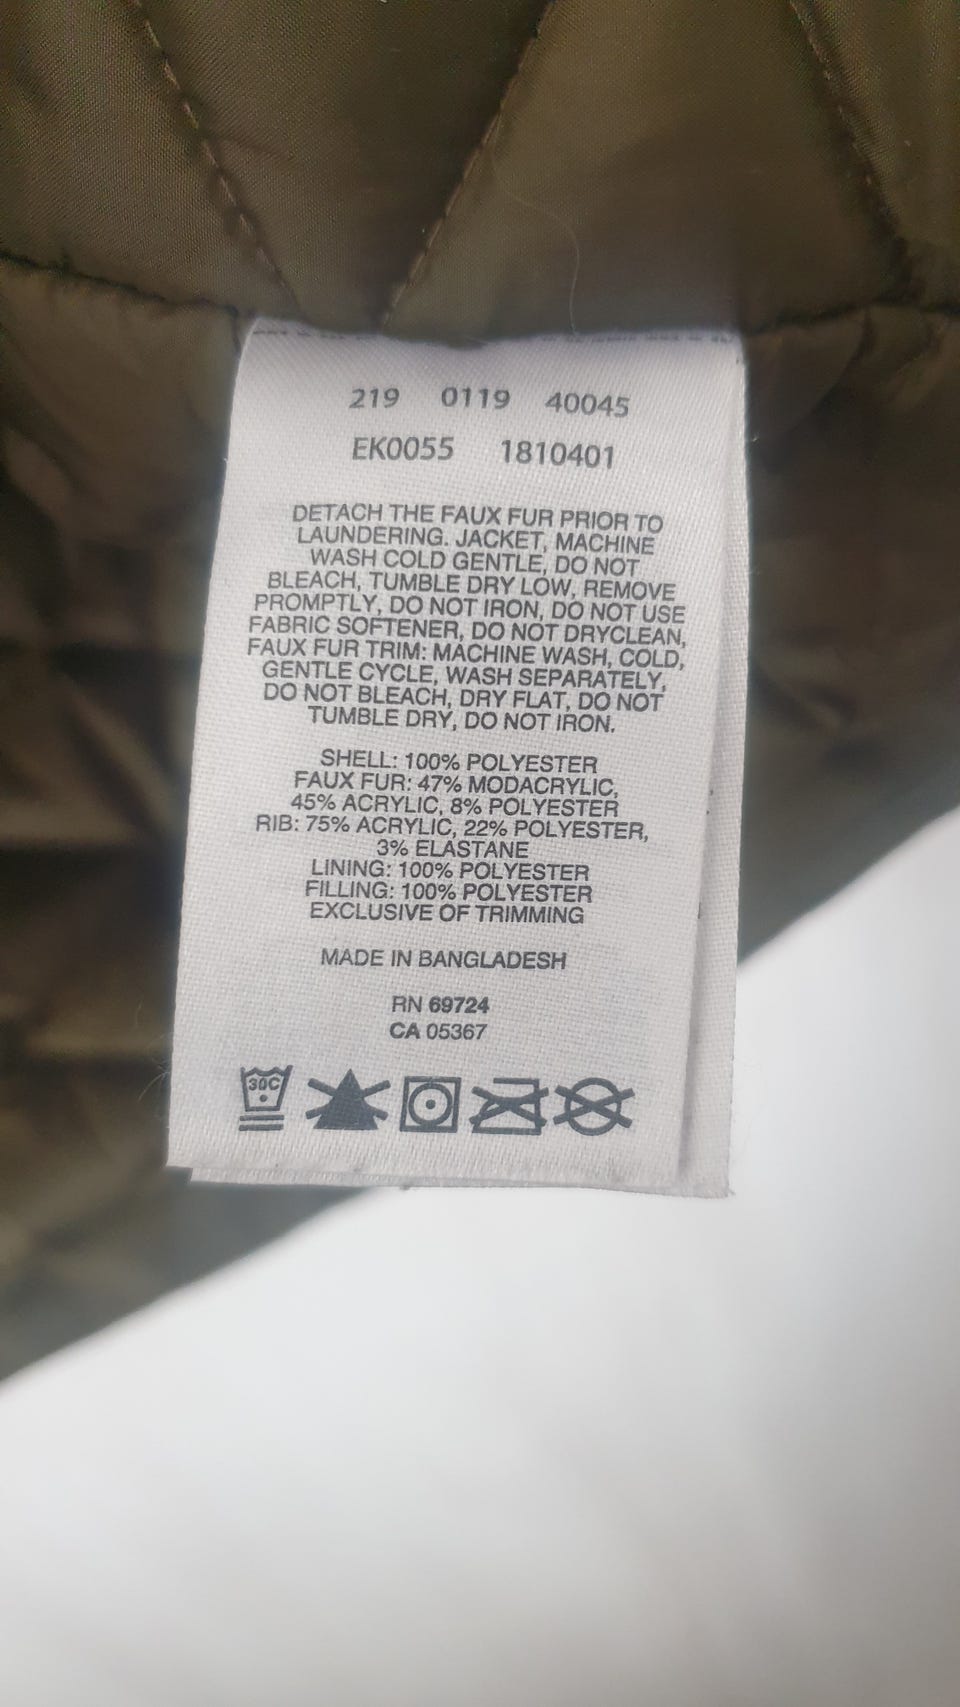 219 0119 40045
EK0055 1810401
DETACH THE FAUX FUR PRIOR TO
LAUNDERING. JACKET, MACHINE
WASH COLD GENTLE, DO NOT
BLEACH, TUMBLE DRY LOW, REMOVE
PROMPTLY, DO NOT IRON, DO NOT USE
FABRIC SOFTENER, DO NOT DRYCLEAN,
FAUX FUR TRIM: MACHINE WASH, COLD,
GENTLE CYCLE, WASH SEPARATELY,
DO NOT BLEACH, DRY FLAT, DO NOT
TUMBLE DRY, DO NOT IRON.
SHELL: 100% POLYESTER
FAUX FUR: 47% MODACRYLIC,
45% ACRYLIC, 8% POLYESTER
RIB: 75% ACRYLIC, 22% POLYESTER,
3% ELASTANE
LINING: 100% POLYESTER
FILLING: 100% POLYESTER
EXCLUSIVE OF TRIMMING
MADE IN BANGLADESH
RN 69724
CA 05367
30C